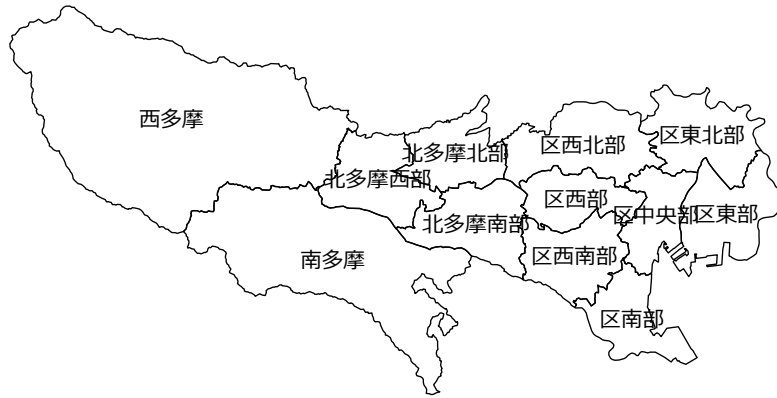 西多摩
区東北部
区西北部
北多摩北部
北多摩西部
区西部
区中央部
区東部
北多摩南部
南多摩
区西南部
区南部